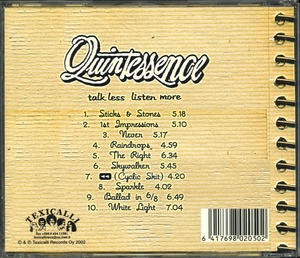 Quintessence
talk less listen more
1. Sticks & Stones 5.18
2. 1st Impressions 5.10
3. Never 5.17
4. Raindrops 4.59
5. The Right 6.34
6. Skywalker 5.45
7. (Cyclic Skit) 4.20
8. Sparkle 4.02
9. Ballad in 6/8 6.49
10. White Light 7.04
TEXICALLI
℗ & © Texicalli Records Oy 2002
6 417698 020502